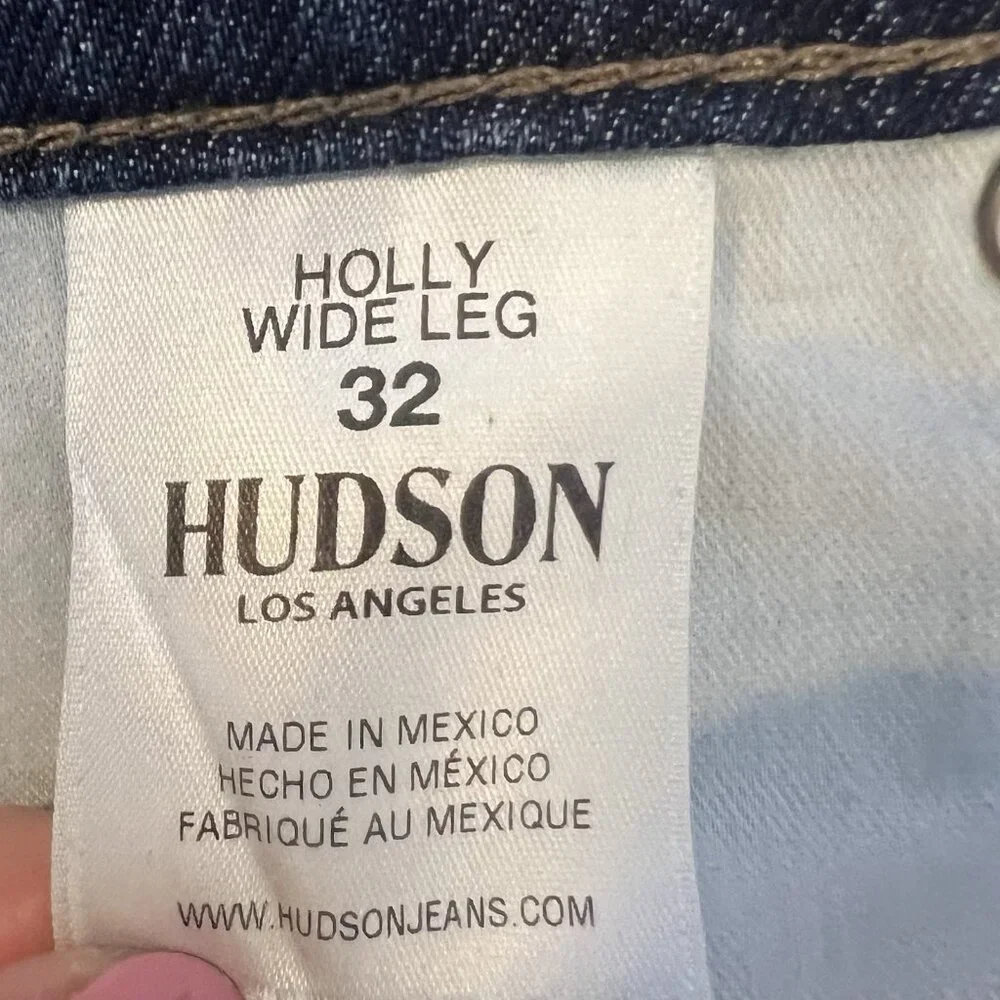 HOLLY
WIDE LEG
32
HUDSON
LOS ANGELES
MADE IN MEXICO
HECHO EN MÉXICO
FABRIQUÉ AU MEXIQUE
WWW.HUDSONJEANS.COM